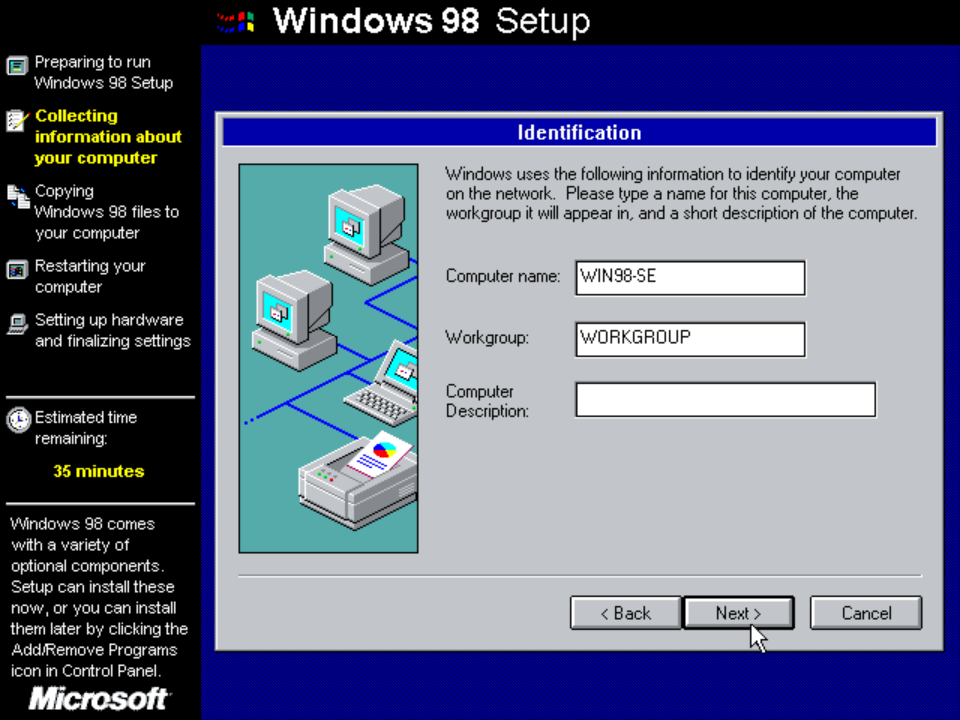 Windows 98 Setup
Preparing to run
Windows 98 Setup
Collecting
information about
your computer
Copying
Windows 98 files to
your computer
Restarting your
computer
Setting up hardware
and finalizing settings
Estimated time
remaining:
35 minutes
Windows 98 comes
with a variety of
optional components.
Setup can install these
now, or you can install
them later by clicking the
Add/Remove Programs
icon in Control Panel.
Microsoft
Identification
Windows uses the following information to identify your computer
on the network. Please type a name for this computer, the
workgroup it will appear in, and a short description of the computer.
Computer name: WIN98-SE
Workgroup: WORKGROUP
Computer
Description:
< Back Next > Cancel